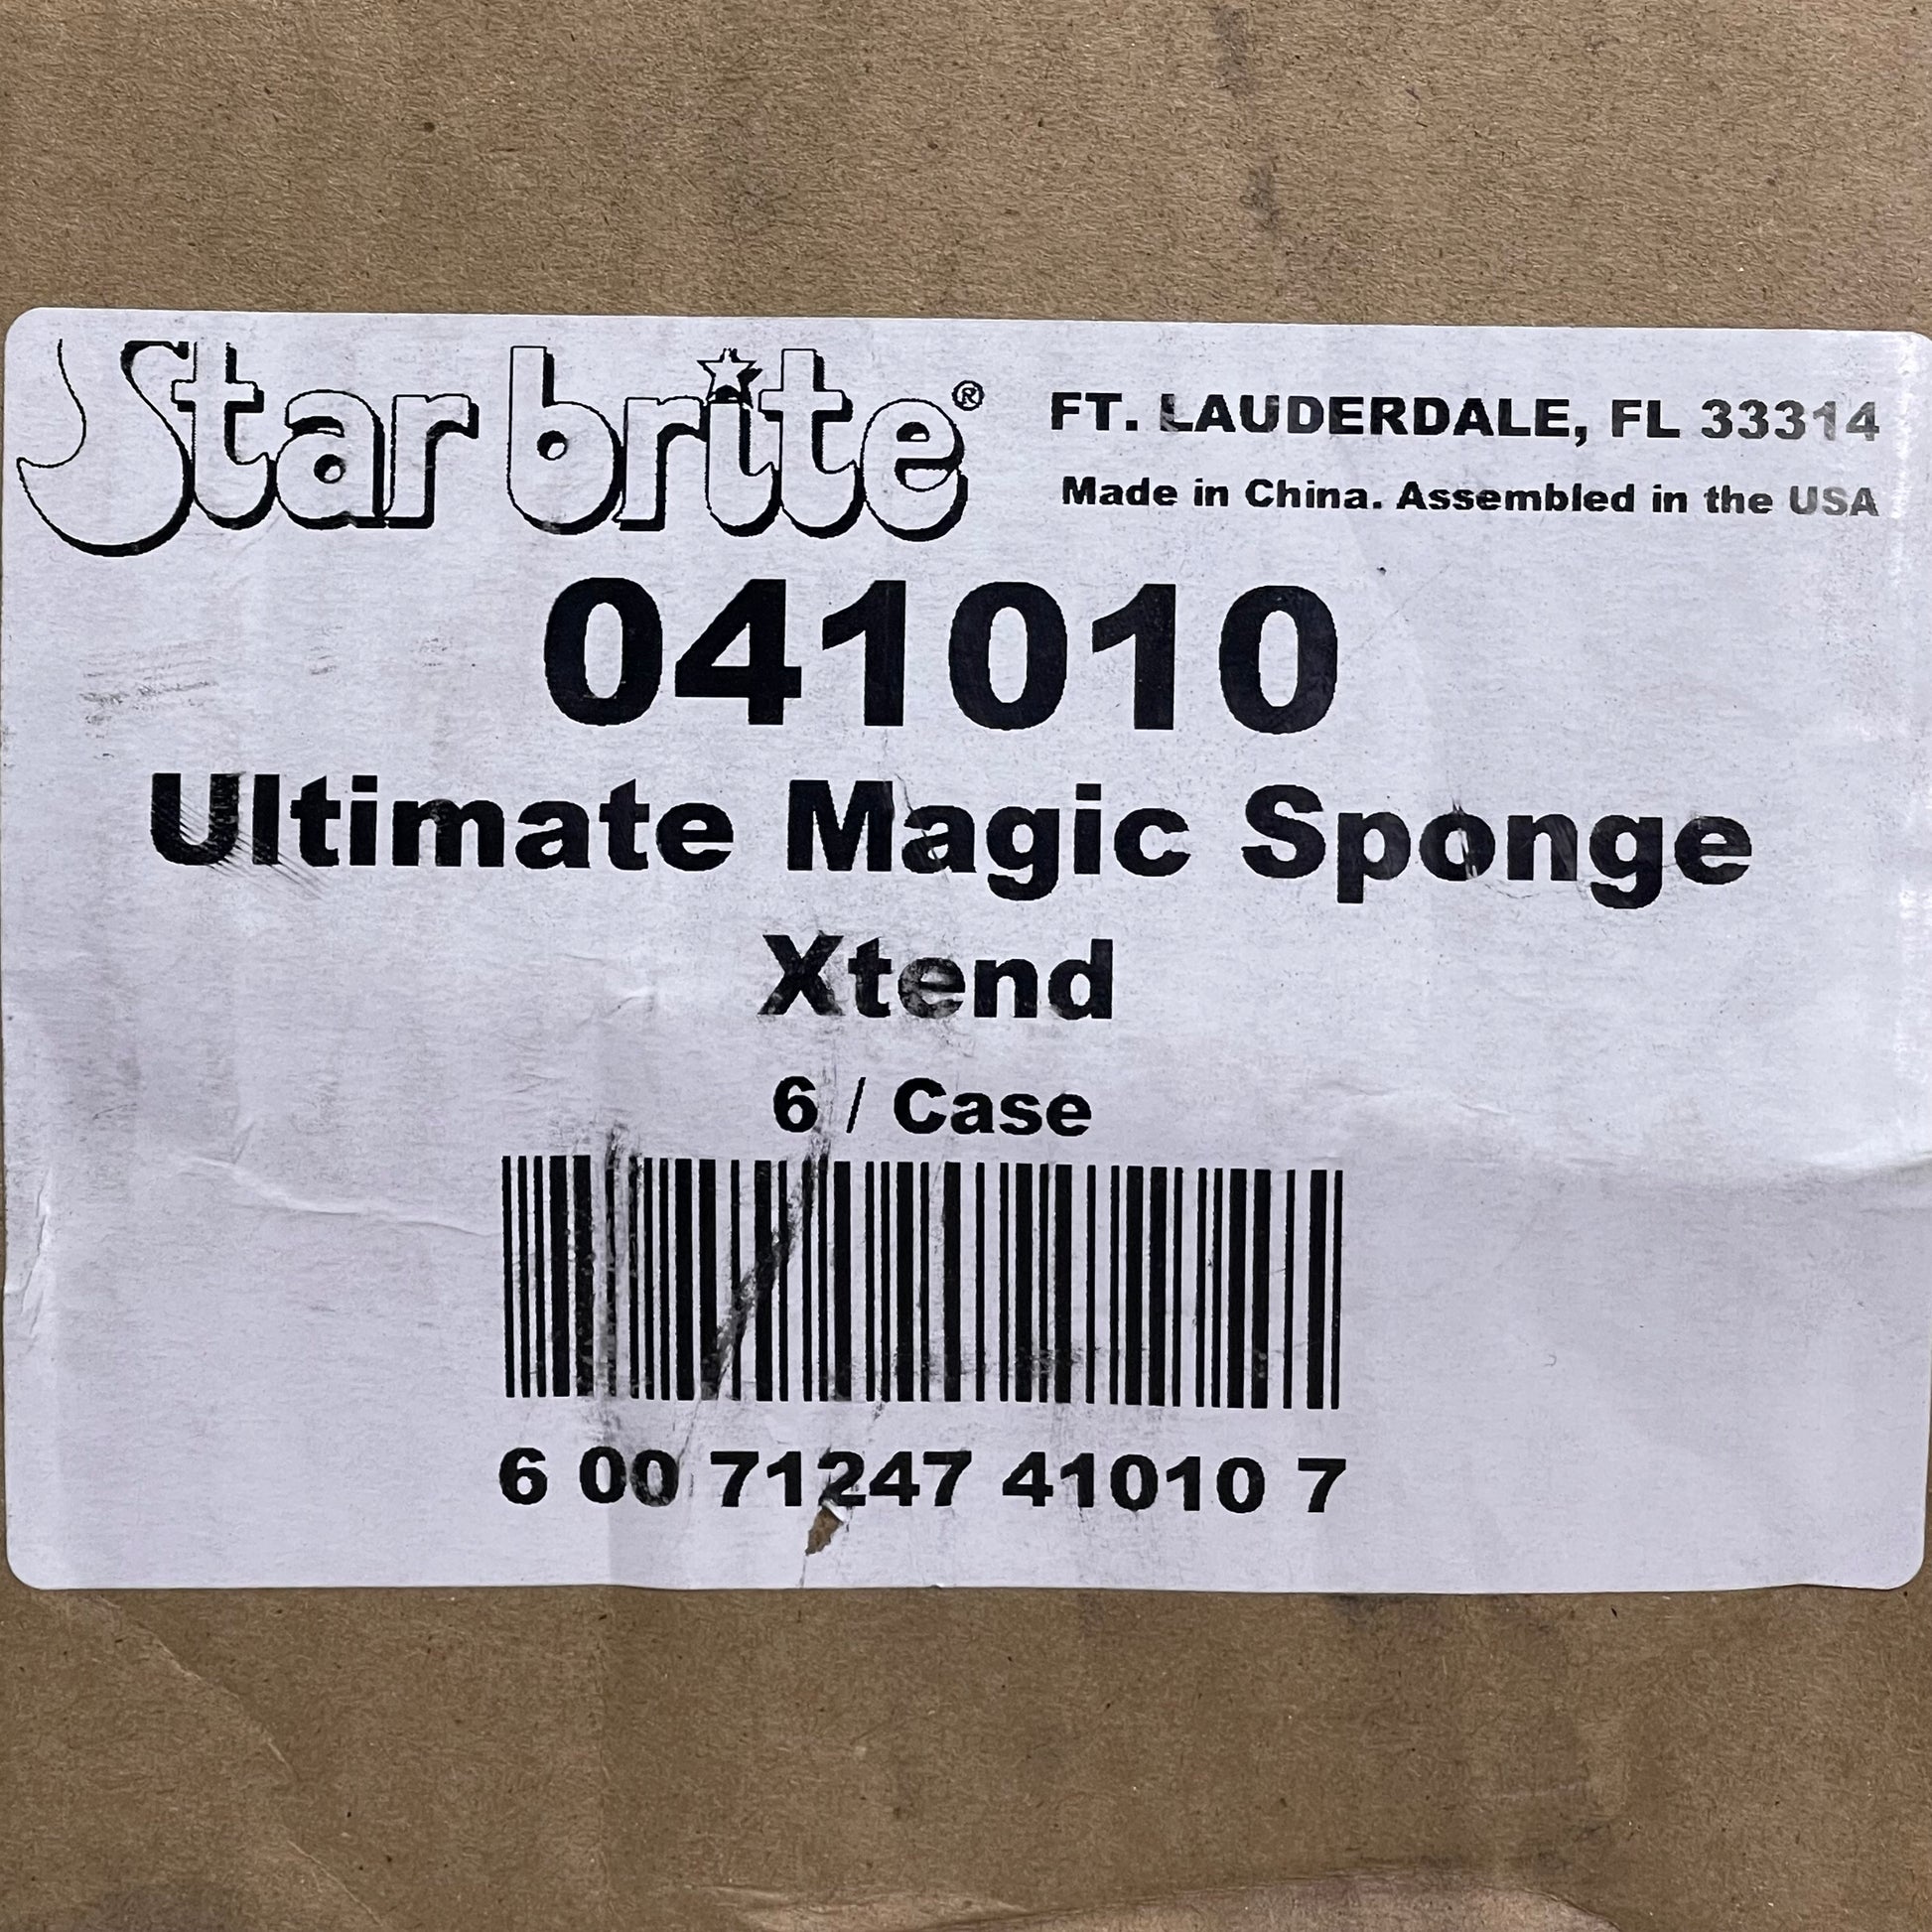 Star brite®
FT. LAUDERDALE, FL 33314
Made in China. Assembled in the USA
041010
Ultimate Magic Sponge
Xtend
6 / Case
6 00 71247 41010 7